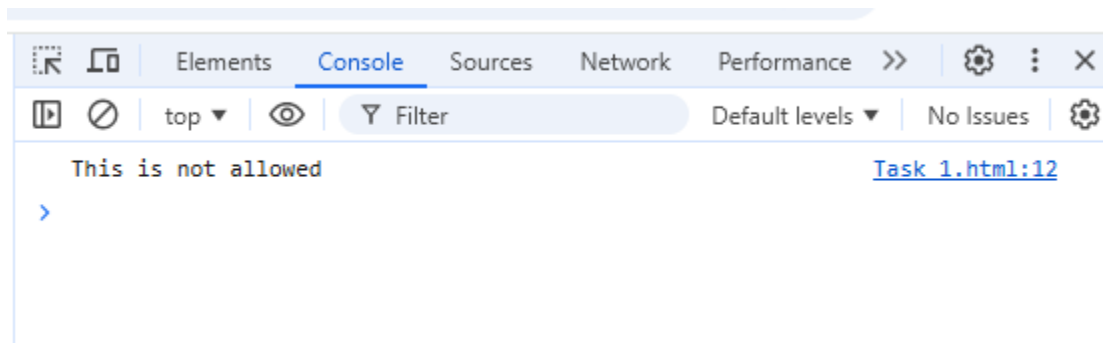 Elements Console Sources Network Performance
top Filter Default levels No Issues
This is not allowed Task 1.html:12